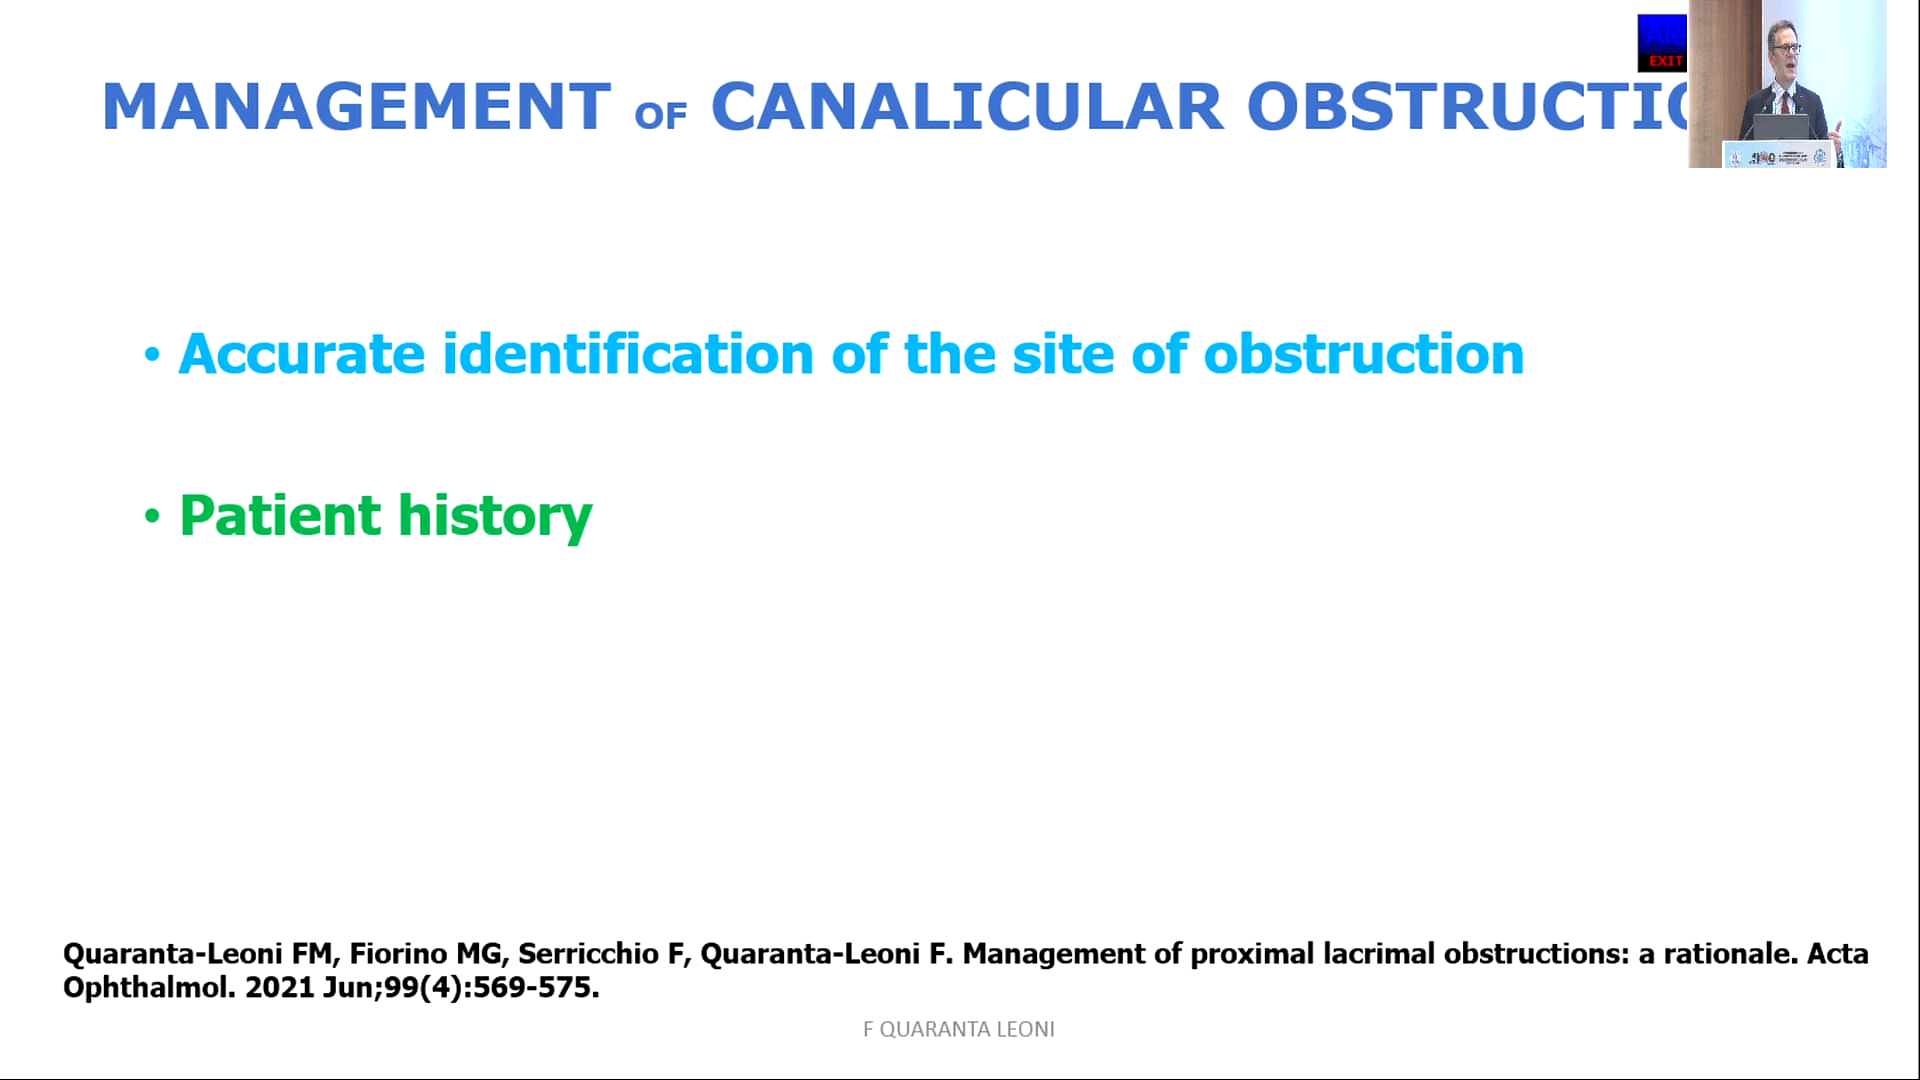 MANAGEMENT OF CANALICULAR OBSTRUCTIO
EXIT
• Accurate identification of the site of obstruction
• Patient history
Quaranta-Leoni FM, Fiorino MG, Serricchio F, Quaranta-Leoni F. Management of proximal lacrimal obstructions: a rationale. Acta
Ophthalmol. 2021 Jun;99(4):569-575.
F QUARANTA LEONI